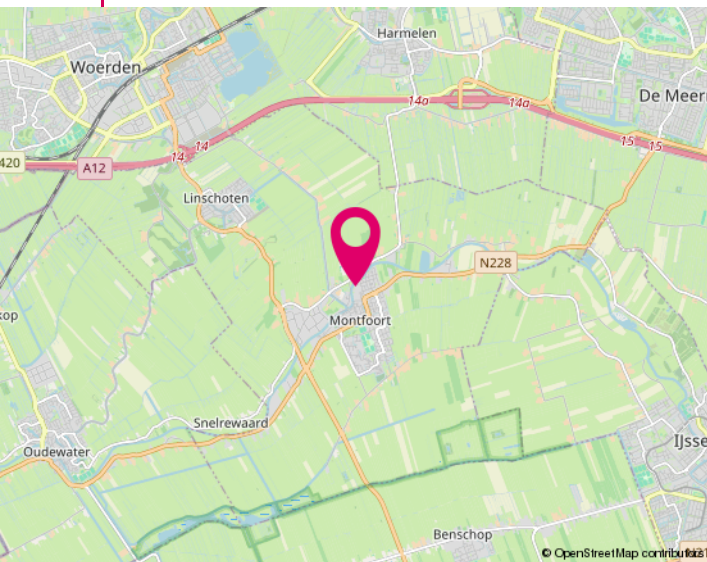 Harmelen
Woerden
De Meer
14a
14a
15
15
14
14
420
A12
Linschoten
N228
kop
Montfoort
Snelrewaard
Oudewater
IJsse
Benschop
© OpenStreetMap contributors